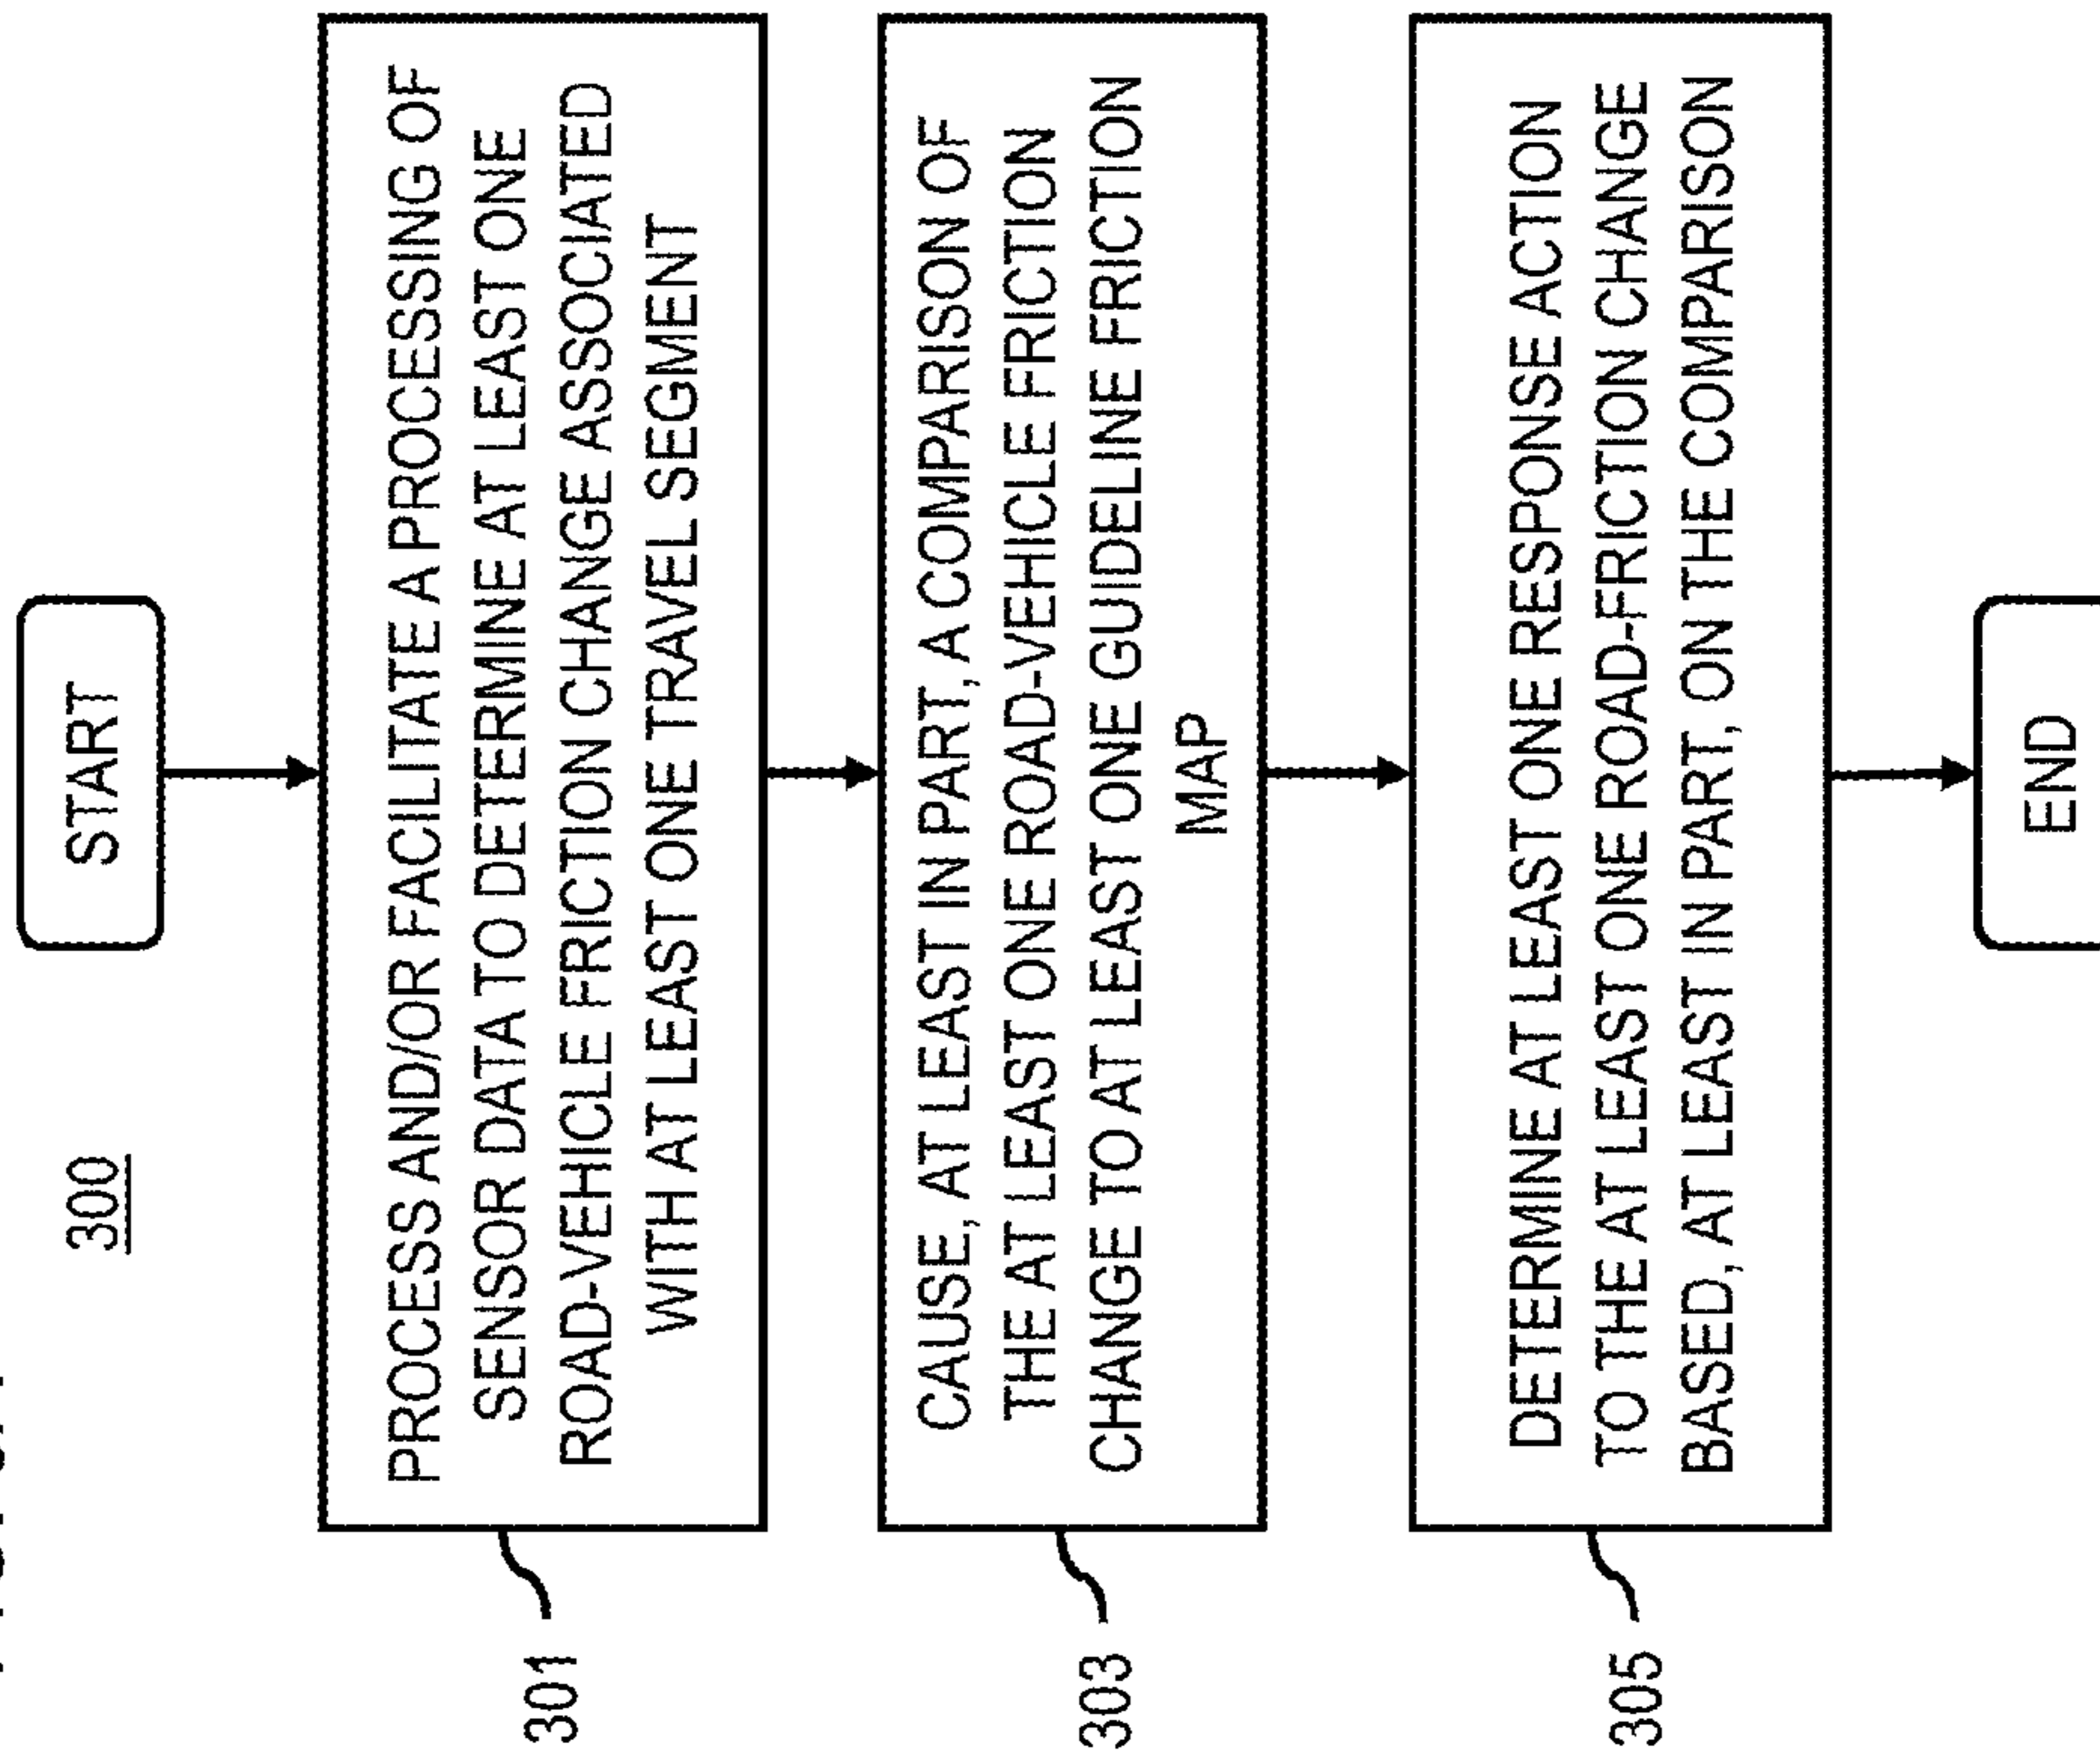 300
START
PROCESS AND/OR FACILITATE A PROCESSING OF
SENSOR DATA TO DETERMINE AT LEAST ONE
ROAD-VEHICLE FRICTION CHANGE ASSOCIATED
WITH AT LEAST ONE TRAVEL SEGMENT
301
CAUSE, AT LEAST IN PART, A COMPARISON OF
THE AT LEAST ONE ROAD-VEHICLE FRICTION
CHANGE TO AT LEAST ONE GUIDELINE FRICTION
MAP
303
DETERMINE AT LEAST ONE RESPONSE ACTION
TO THE AT LEAST ONE ROAD-FRICTION CHANGE
BASED, AT LEAST IN PART, ON THE COMPARISON
305
END